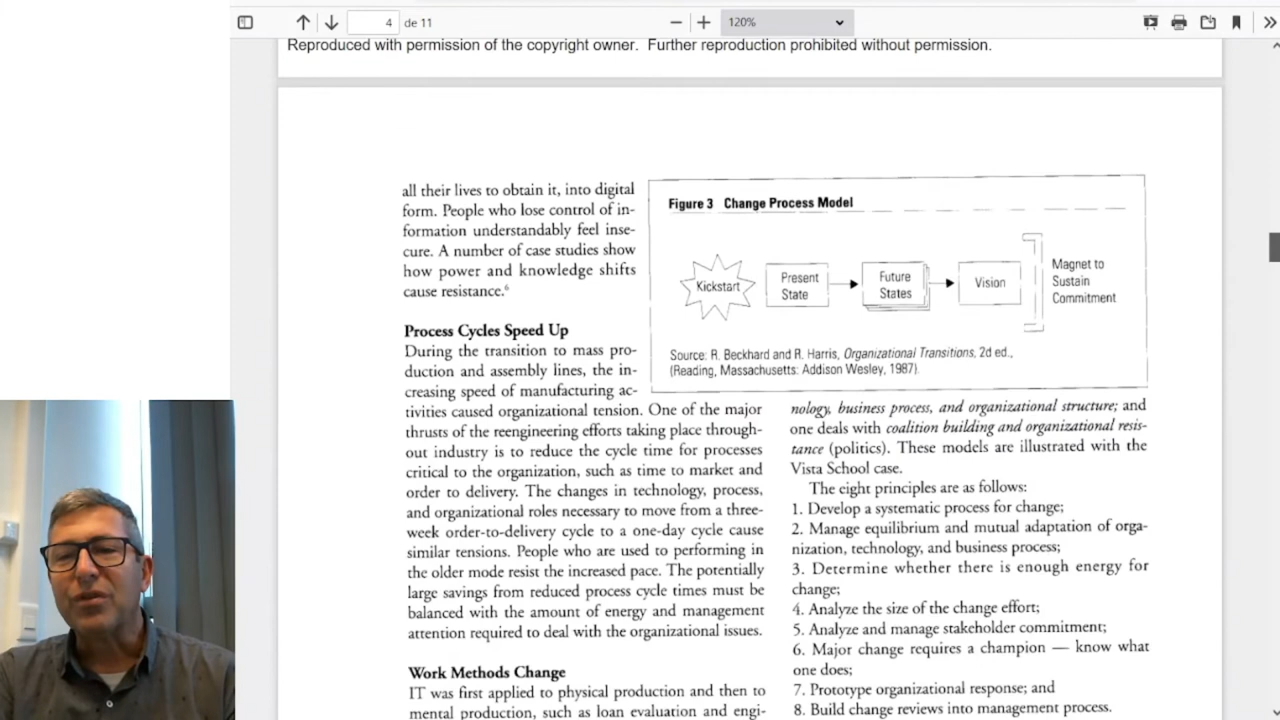 4 de 11
120%
Reproduced with permission of the copyright owner. Further reproduction prohibited without permission.
all their lives to obtain it, into digital
form. People who lose control of in-
formation understandably feel inse-
cure. A number of case studies show
how power and knowledge shifts
cause resistance.⁶
Process Cycles Speed Up
During the transition to mass pro-
duction and assembly lines, the in-
creasing speed of manufacturing ac-
tivities caused organizational tension. One of the major
thrusts of the reengineering efforts taking place through-
out industry is to reduce the cycle time for processes
critical to the organization, such as time to market and
order to delivery. The changes in technology, process,
and organizational roles necessary to move from a three-
week order-to-delivery cycle to a one-day cycle cause
similar tensions. People who are used to performing in
the older mode resist the increased pace. The potentially
large savings from reduced process cycle times must be
balanced with the amount of energy and management
attention required to deal with the organizational issues.
Work Methods Change
IT was first applied to physical production and then to
mental production, such as loan evaluation and engi-
Figure 3 Change Process Model
Kickstart
Present
State
Future
States
Vision
Magnet to
Sustain
Commitment
Source: R. Beckhard and R. Harris, Organizational Transitions, 2d ed.,
(Reading, Massachusetts: Addison Wesley, 1987).
nology, business process, and organizational structure; and
one deals with coalition building and organizational resis-
tance (politics). These models are illustrated with the
Vista School case.
The eight principles are as follows:
1. Develop a systematic process for change;
2. Manage equilibrium and mutual adaptation of orga-
nization, technology, and business process;
3. Determine whether there is enough energy for
change;
4. Analyze the size of the change effort;
5. Analyze and manage stakeholder commitment;
6. Major change requires a champion — know what
one does;
7. Prototype organizational response; and
8. Build change reviews into management process.